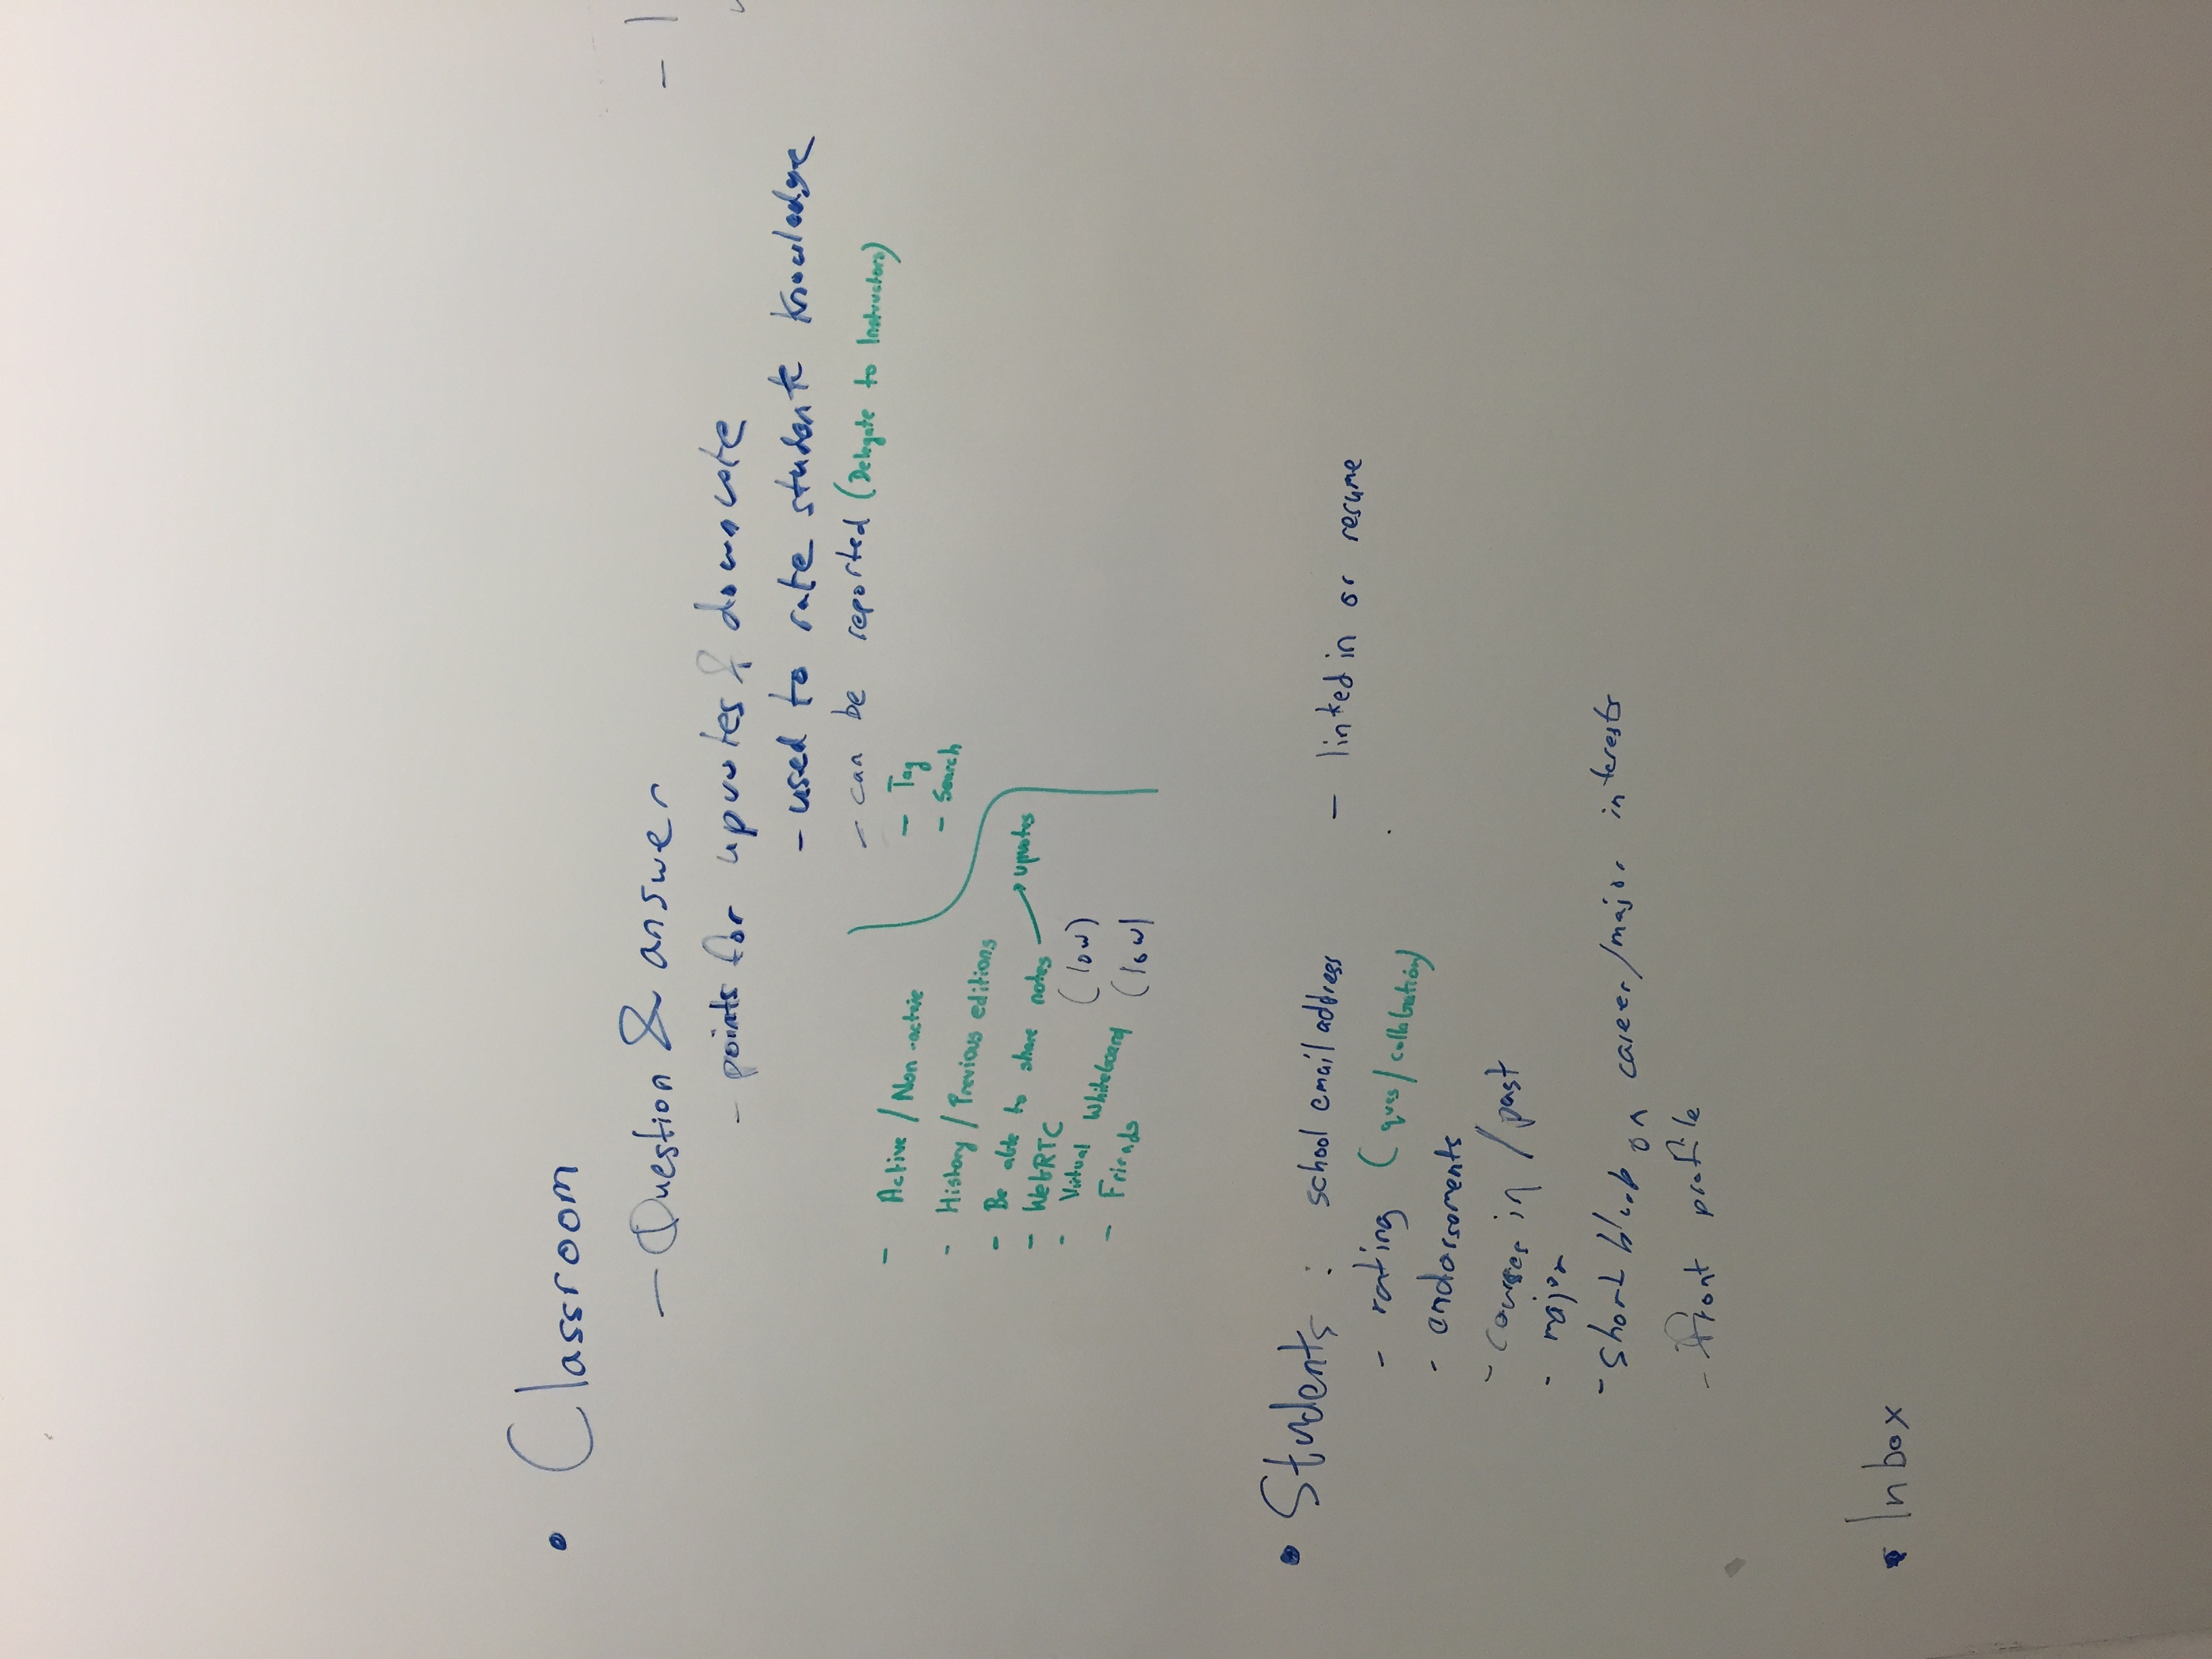 • Classroom
- Question & answer
- points for upvotes & downvote
- used to rate students knowledge
- can be reported (Delegate to Instructors)
- Tag
- Search
- Active / Non-active
- History / Previous editions
- Be able to share notes → upvotes
- WebRTC
- Virtual Whiteboard (low)
- Friends (low)
• Students : school email address
- linked in or resume
- rating (ques/collabation)
- endorsements
- courses in / past
- major
- short blurb on career/major interests
- front profile
• Inbox